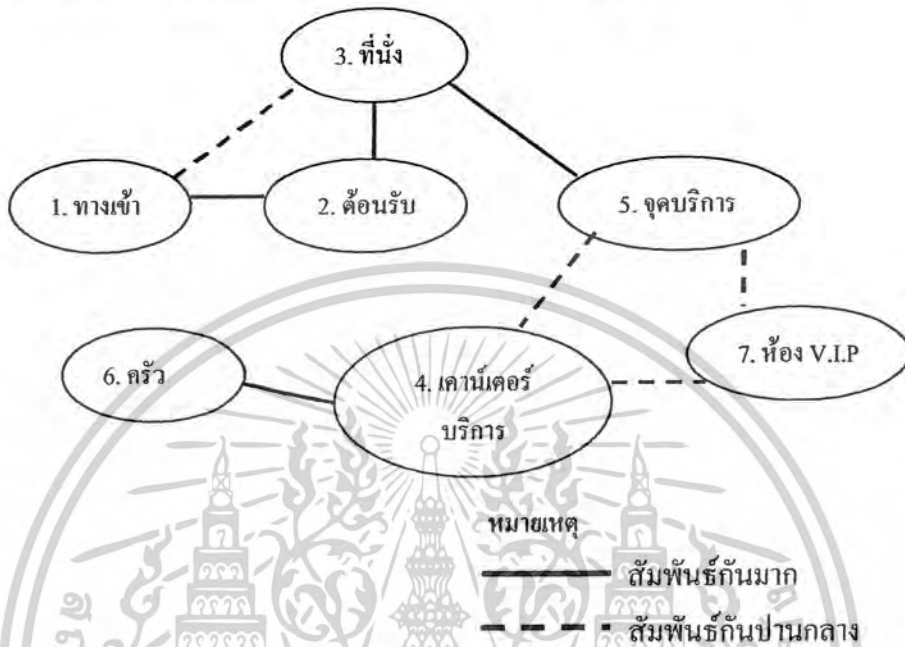 3. ที่นั่ง
1. ทางเข้า
2. ต้อนรับ
5. จุดบริการ
6. ครัว
4. เคาน์เตอร์
บริการ
7. ห้อง V.I.P
หมายเหตุ
สัมพันธ์กันมาก
สัมพันธ์กันปานกลาง